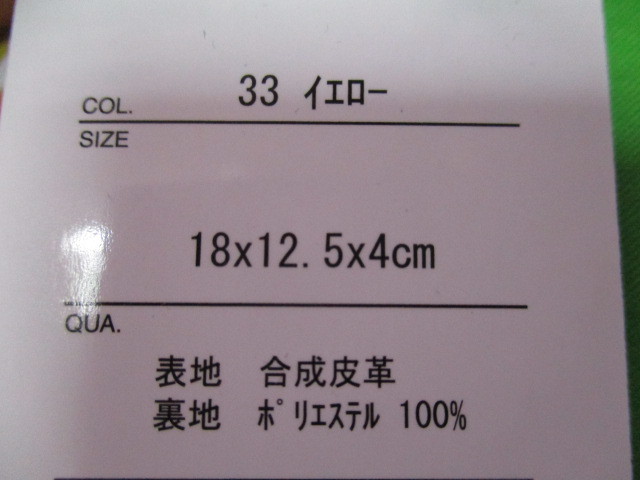 COL. 33 ｲｴﾛｰ
SIZE
18x12.5x4cm
QUA.
表地 合成皮革
裏地 ﾎﾟﾘｴｽﾃﾙ 100%